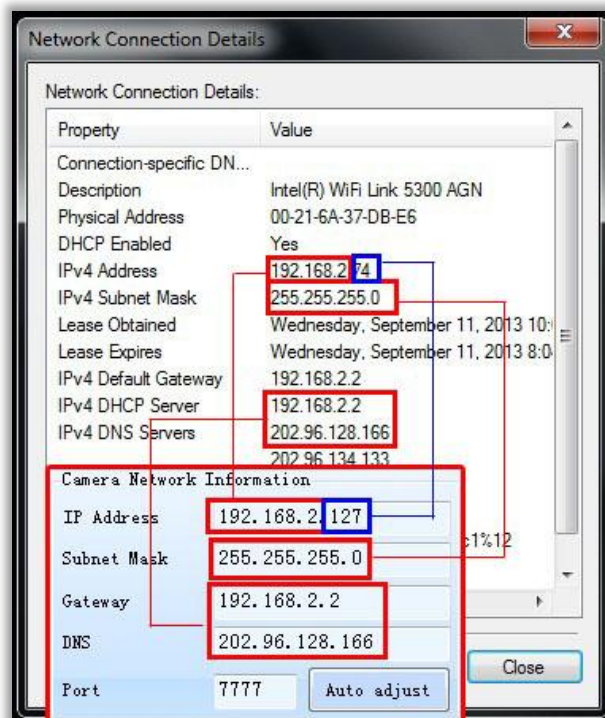 Network Connection Details
Network Connection Details:
Property Value
Connection-specific DN...
Description Intel(R) WiFi Link 5300 AGN
Physical Address 00-21-6A-37-DB-E6
DHCP Enabled Yes
IPv4 Address 192.168.2.74
IPv4 Subnet Mask 255.255.255.0
Lease Obtained Wednesday, September 11, 2013 10:
Lease Expires Wednesday, September 11, 2013 8:0
IPv4 Default Gateway 192.168.2.2
IPv4 DHCP Server 192.168.2.2
IPv4 DNS Servers 202.96.128.166
202.96.134.133
Camera Network Information
IP Address 192.168.2.127
c1%12
Subnet Mask 255.255.255.0
Gateway 192.168.2.2
DNS 202.96.128.166
Close
Port 7777 Auto adjust